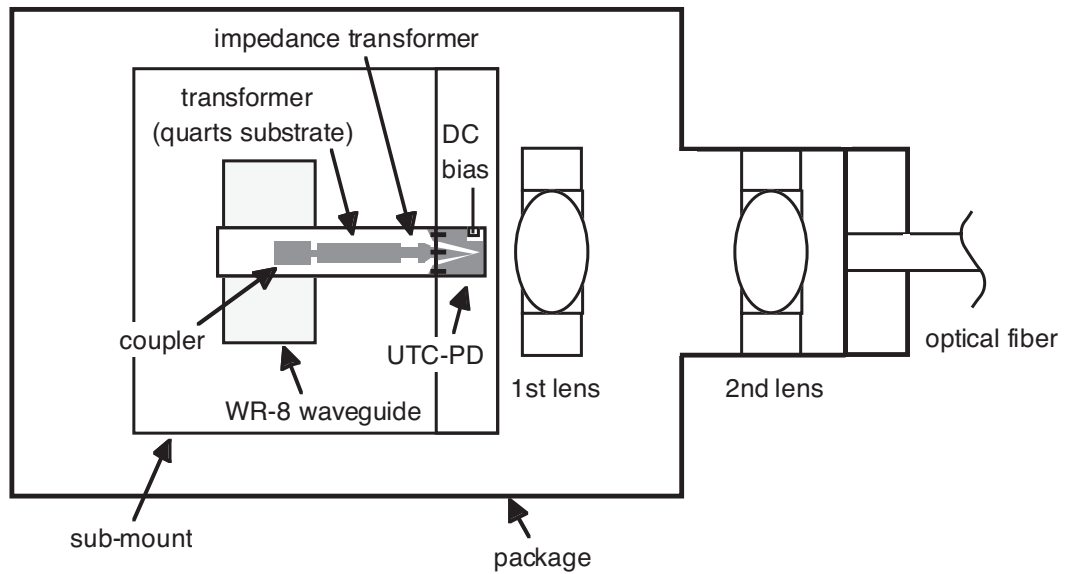 impedance transformer
transformer
(quarts substrate)
DC
bias
coupler
UTC-PD
WR-8 waveguide
1st lens
2nd lens
optical fiber
sub-mount
package